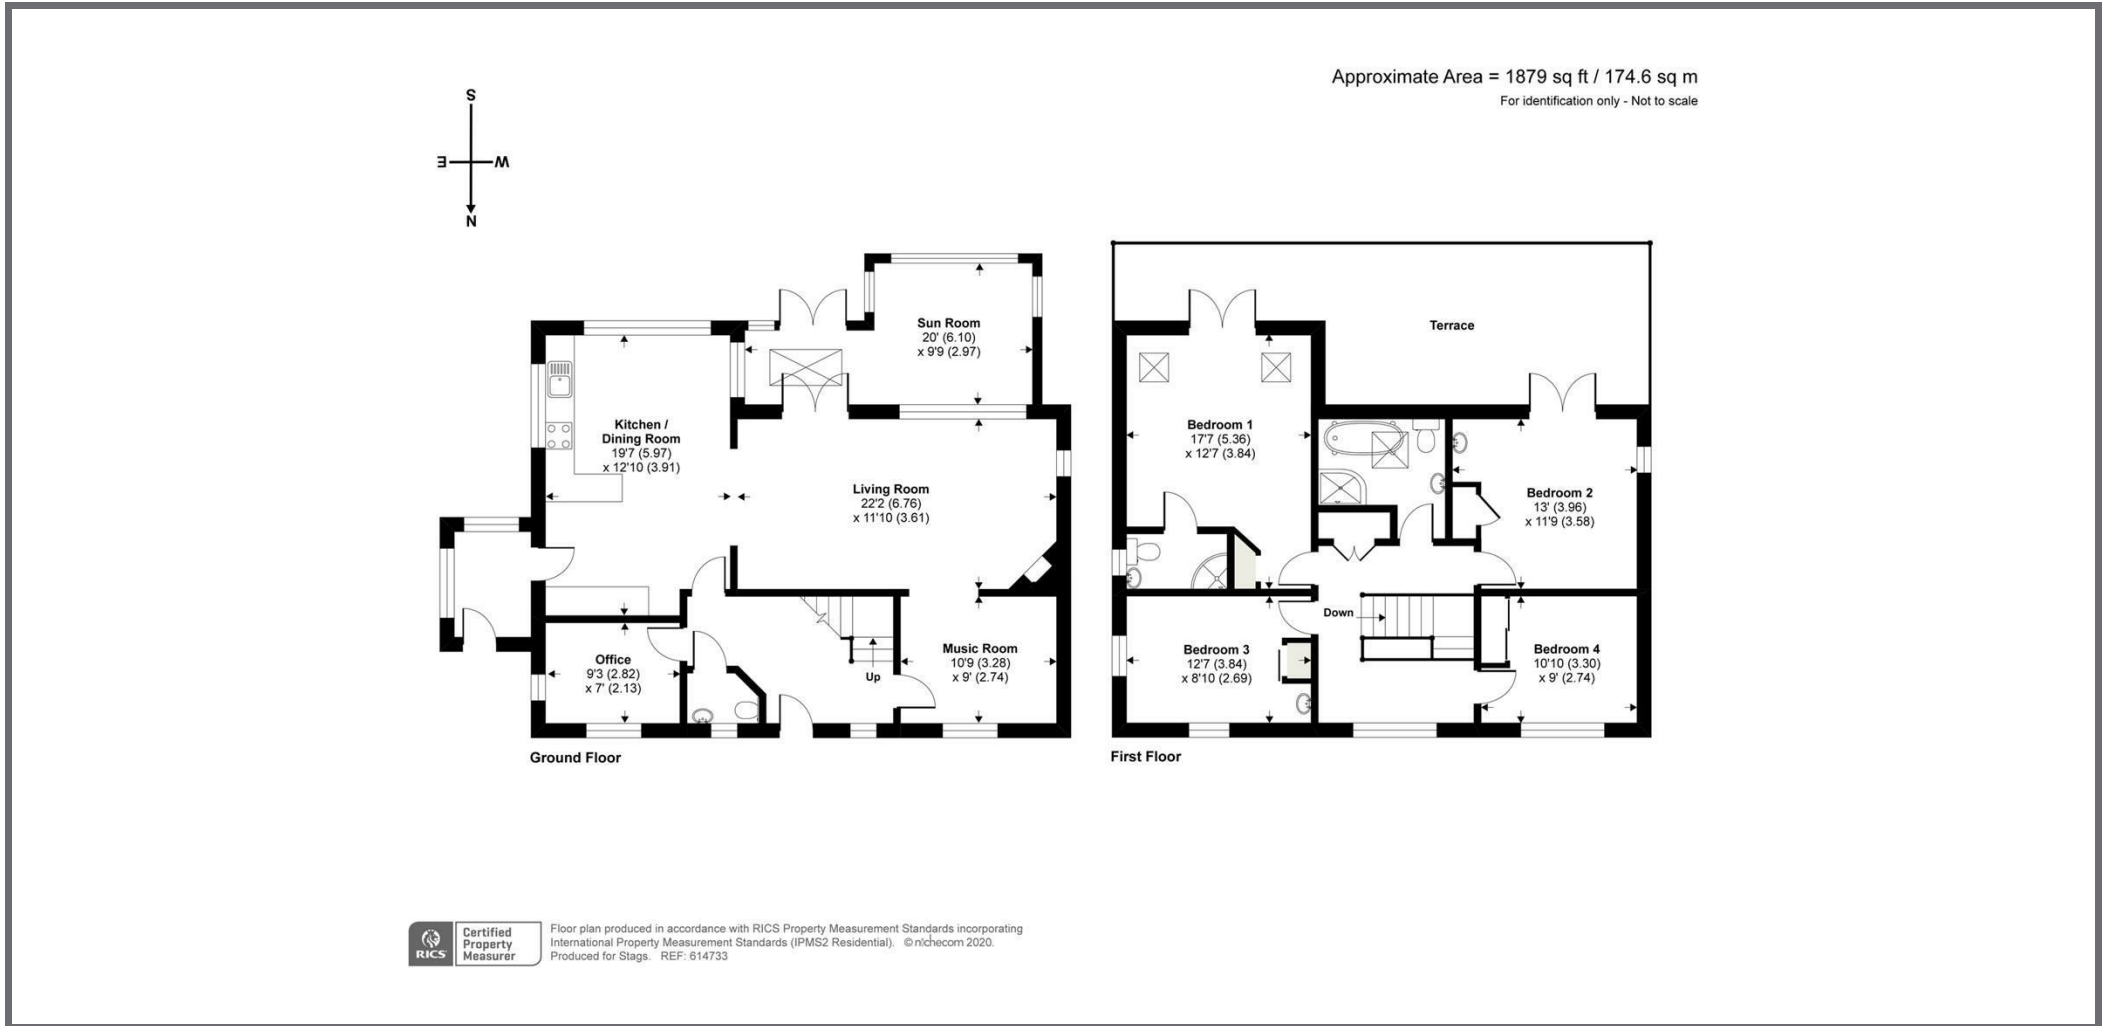 Approximate Area = 1879 sq ft / 174.6 sq m
For identification only - Not to scale
S
E
W
N
Sun Room
20' (6.10)
x 9'9 (2.97)
Kitchen /
Dining Room
19'7 (5.97)
x 12'10 (3.91)
Living Room
22'2 (6.76)
x 11'10 (3.61)
Office
9'3 (2.82)
x 7' (2.13)
Up
Music Room
10'9 (3.28)
x 9' (2.74)
Ground Floor
Terrace
Bedroom 1
17'7 (5.36)
x 12'7 (3.84)
Bedroom 2
13' (3.96)
x 11'9 (3.58)
Down
Bedroom 3
12'7 (3.84)
x 8'10 (2.69)
Bedroom 4
10'10 (3.30)
x 9' (2.74)
First Floor
RICS
Certified
Property
Measurer
Floor plan produced in accordance with RICS Property Measurement Standards incorporating
International Property Measurement Standards (IPMS2 Residential). © nichecom 2020.
Produced for Stags. REF: 614733